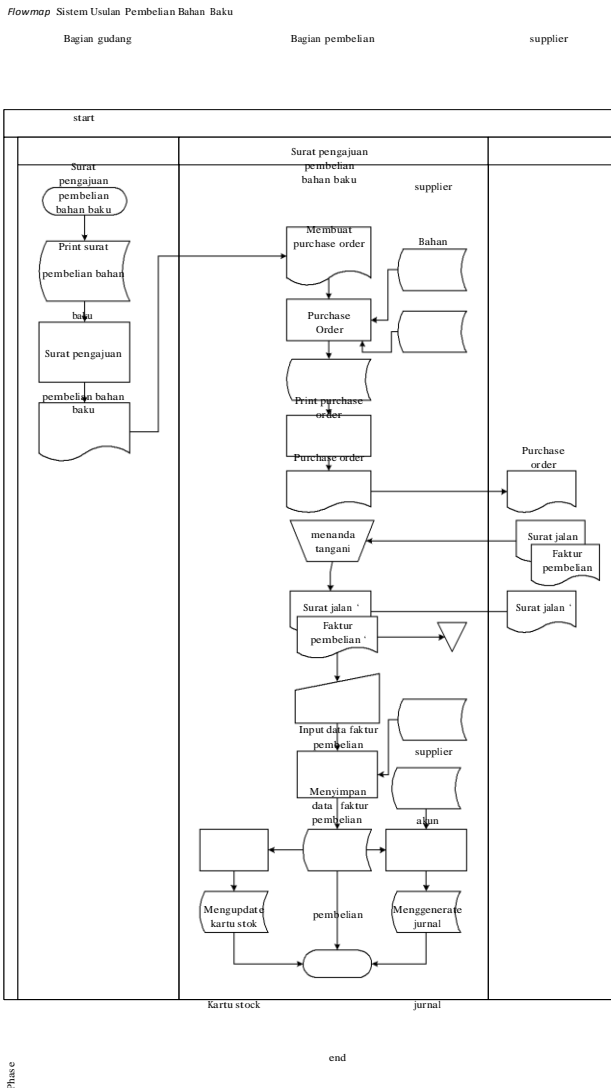 Flowmap Sistem Usulan Pembelian Bahan Baku
Bagian gudang
Bagian pembelian
supplier
start
Surat
pengajuan
pembelian
bahan baku
Print surat
pembelian bahan
baku
Surat pengajuan
pembelian bahan
baku
Surat pengajuan
pembelian
bahan baku
supplier
Membuat
purchase order
Bahan
Purchase
Order
Print purchase
order
Purchase order
Purchase
order
menanda
tangani
Surat jalan
Faktur
pembelian
Surat jalan '
Faktur
pembelian '
Surat jalan '
Input data faktur
pembelian
supplier
Menyimpan
data faktur
pembelian
akun
Mengupdate
kartu stok
pembelian
Menggenerate
jurnal
Kartu stock
jurnal
end
Phase